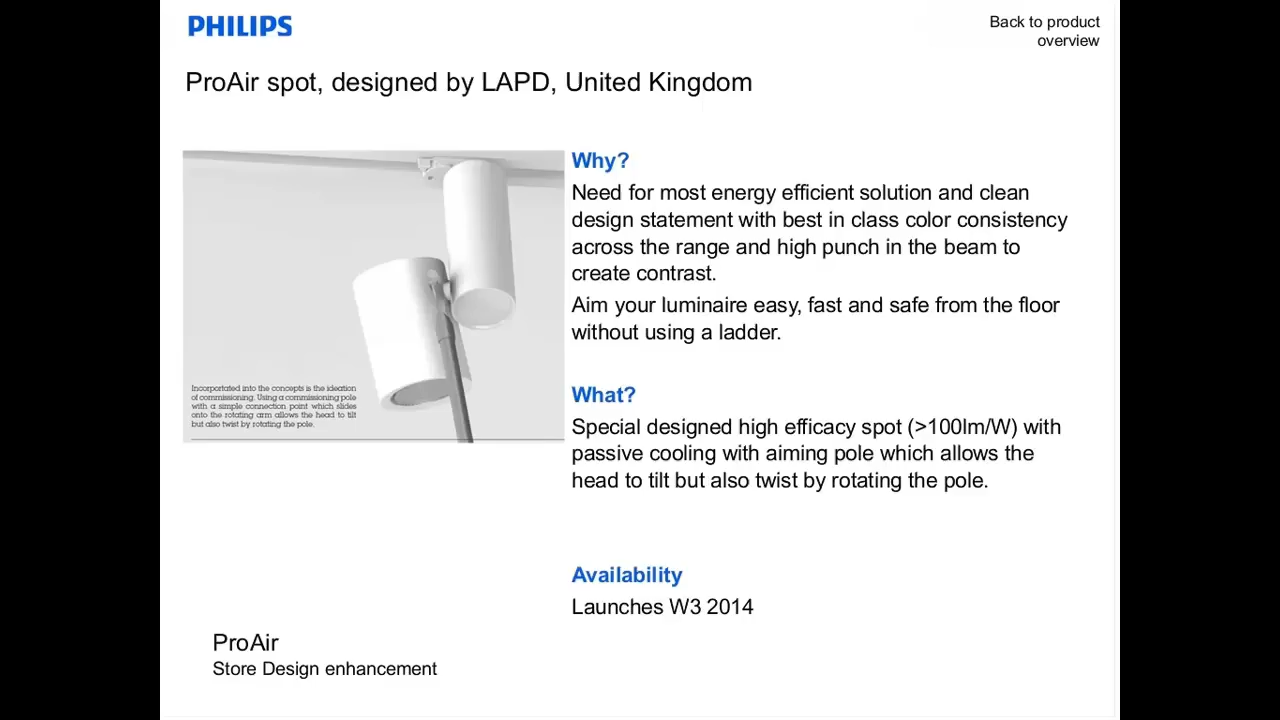 PHILIPS
Back to product
overview
ProAir spot, designed by LAPD, United Kingdom
Why?
Need for most energy efficient solution and clean
design statement with best in class color consistency
across the range and high punch in the beam to
create contrast.
Aim your luminaire easy, fast and safe from the floor
without using a ladder.
Incorportated into the concepts is the ideation
of commissioning. Using a commissioning pole
with a simple connection point which slides
onto the rotating arm allows the head to tilt
but also twist by rotating the pole.
What?
Special designed high efficacy spot (>100lm/W) with
passive cooling with aiming pole which allows the
head to tilt but also twist by rotating the pole.
Availability
Launches W3 2014
ProAir
Store Design enhancement